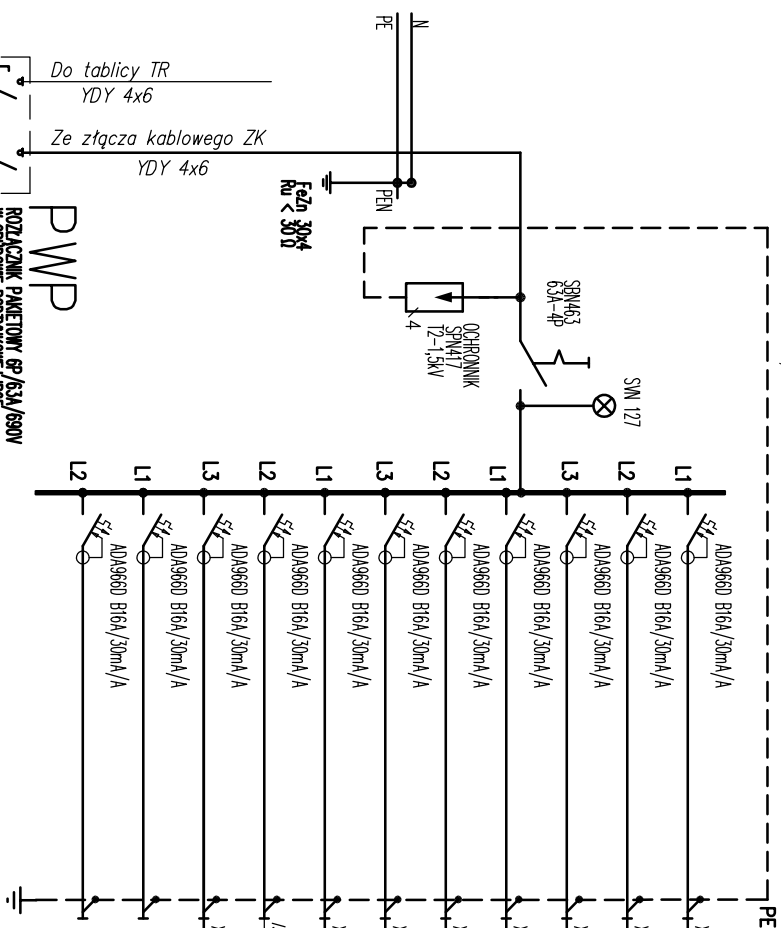 N
PE
Do tablicy TR
YDY 4x6
Ze złącza kablowego ZK
YDY 4x6
PEN
FeZn 30x4
Ru < 30Ω
PWP
ROZŁĄCZNIK PAKIETOWY 6P/63A/690V
4
OCHRONNIK
SPN417
T2-1,5kV
SBN463
63A-4P
SVN 127
L2
L1
L3
L2
L1
L3
L2
L1
L3
L2
L1
ADA966D B16A/30mA/A
ADA966D B16A/30mA/A
ADA966D B16A/30mA/A
ADA966D B16A/30mA/A
ADA966D B16A/30mA/A
ADA966D B16A/30mA/A
ADA966D B16A/30mA/A
ADA966D B16A/30mA/A
ADA966D B16A/30mA/A
ADA966D B16A/30mA/A
ADA966D B16A/30mA/A
PE